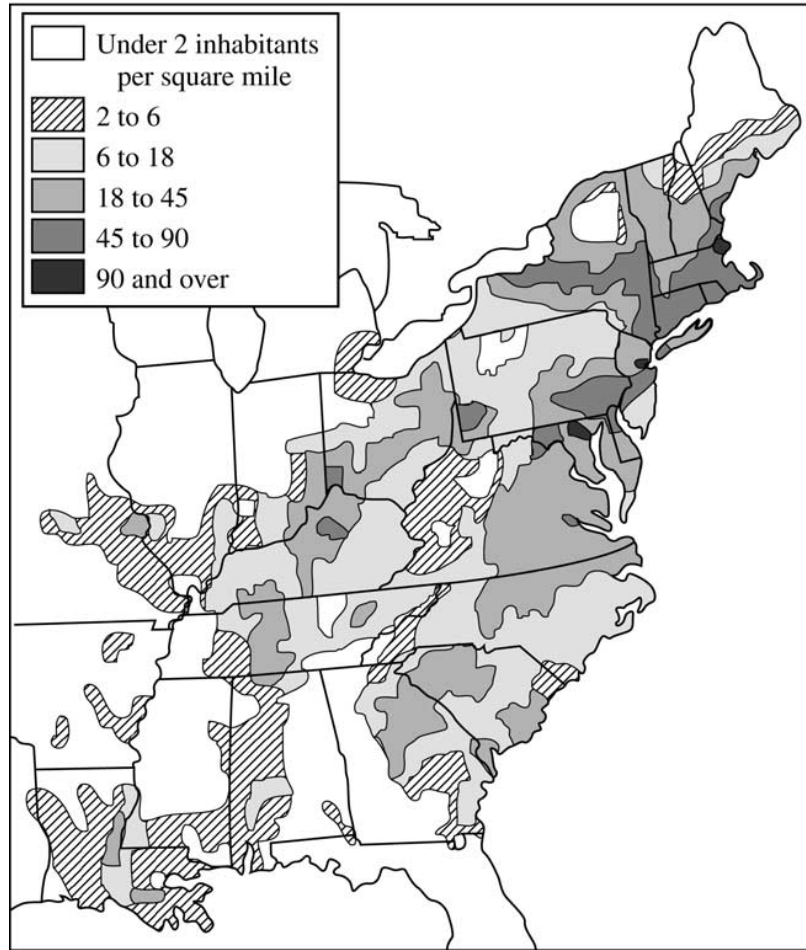 Under 2 inhabitants
per square mile
2 to 6
6 to 18
18 to 45
45 to 90
90 and over